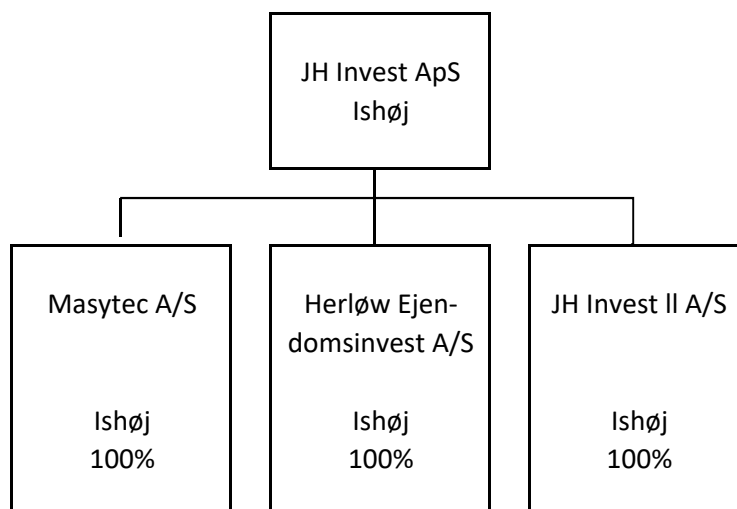 JH Invest ApS
Ishøj
Masytec A/S
Ishøj
100%
Herløw Ejen-
domsinvest A/S
Ishøj
100%
JH Invest ll A/S
Ishøj
100%